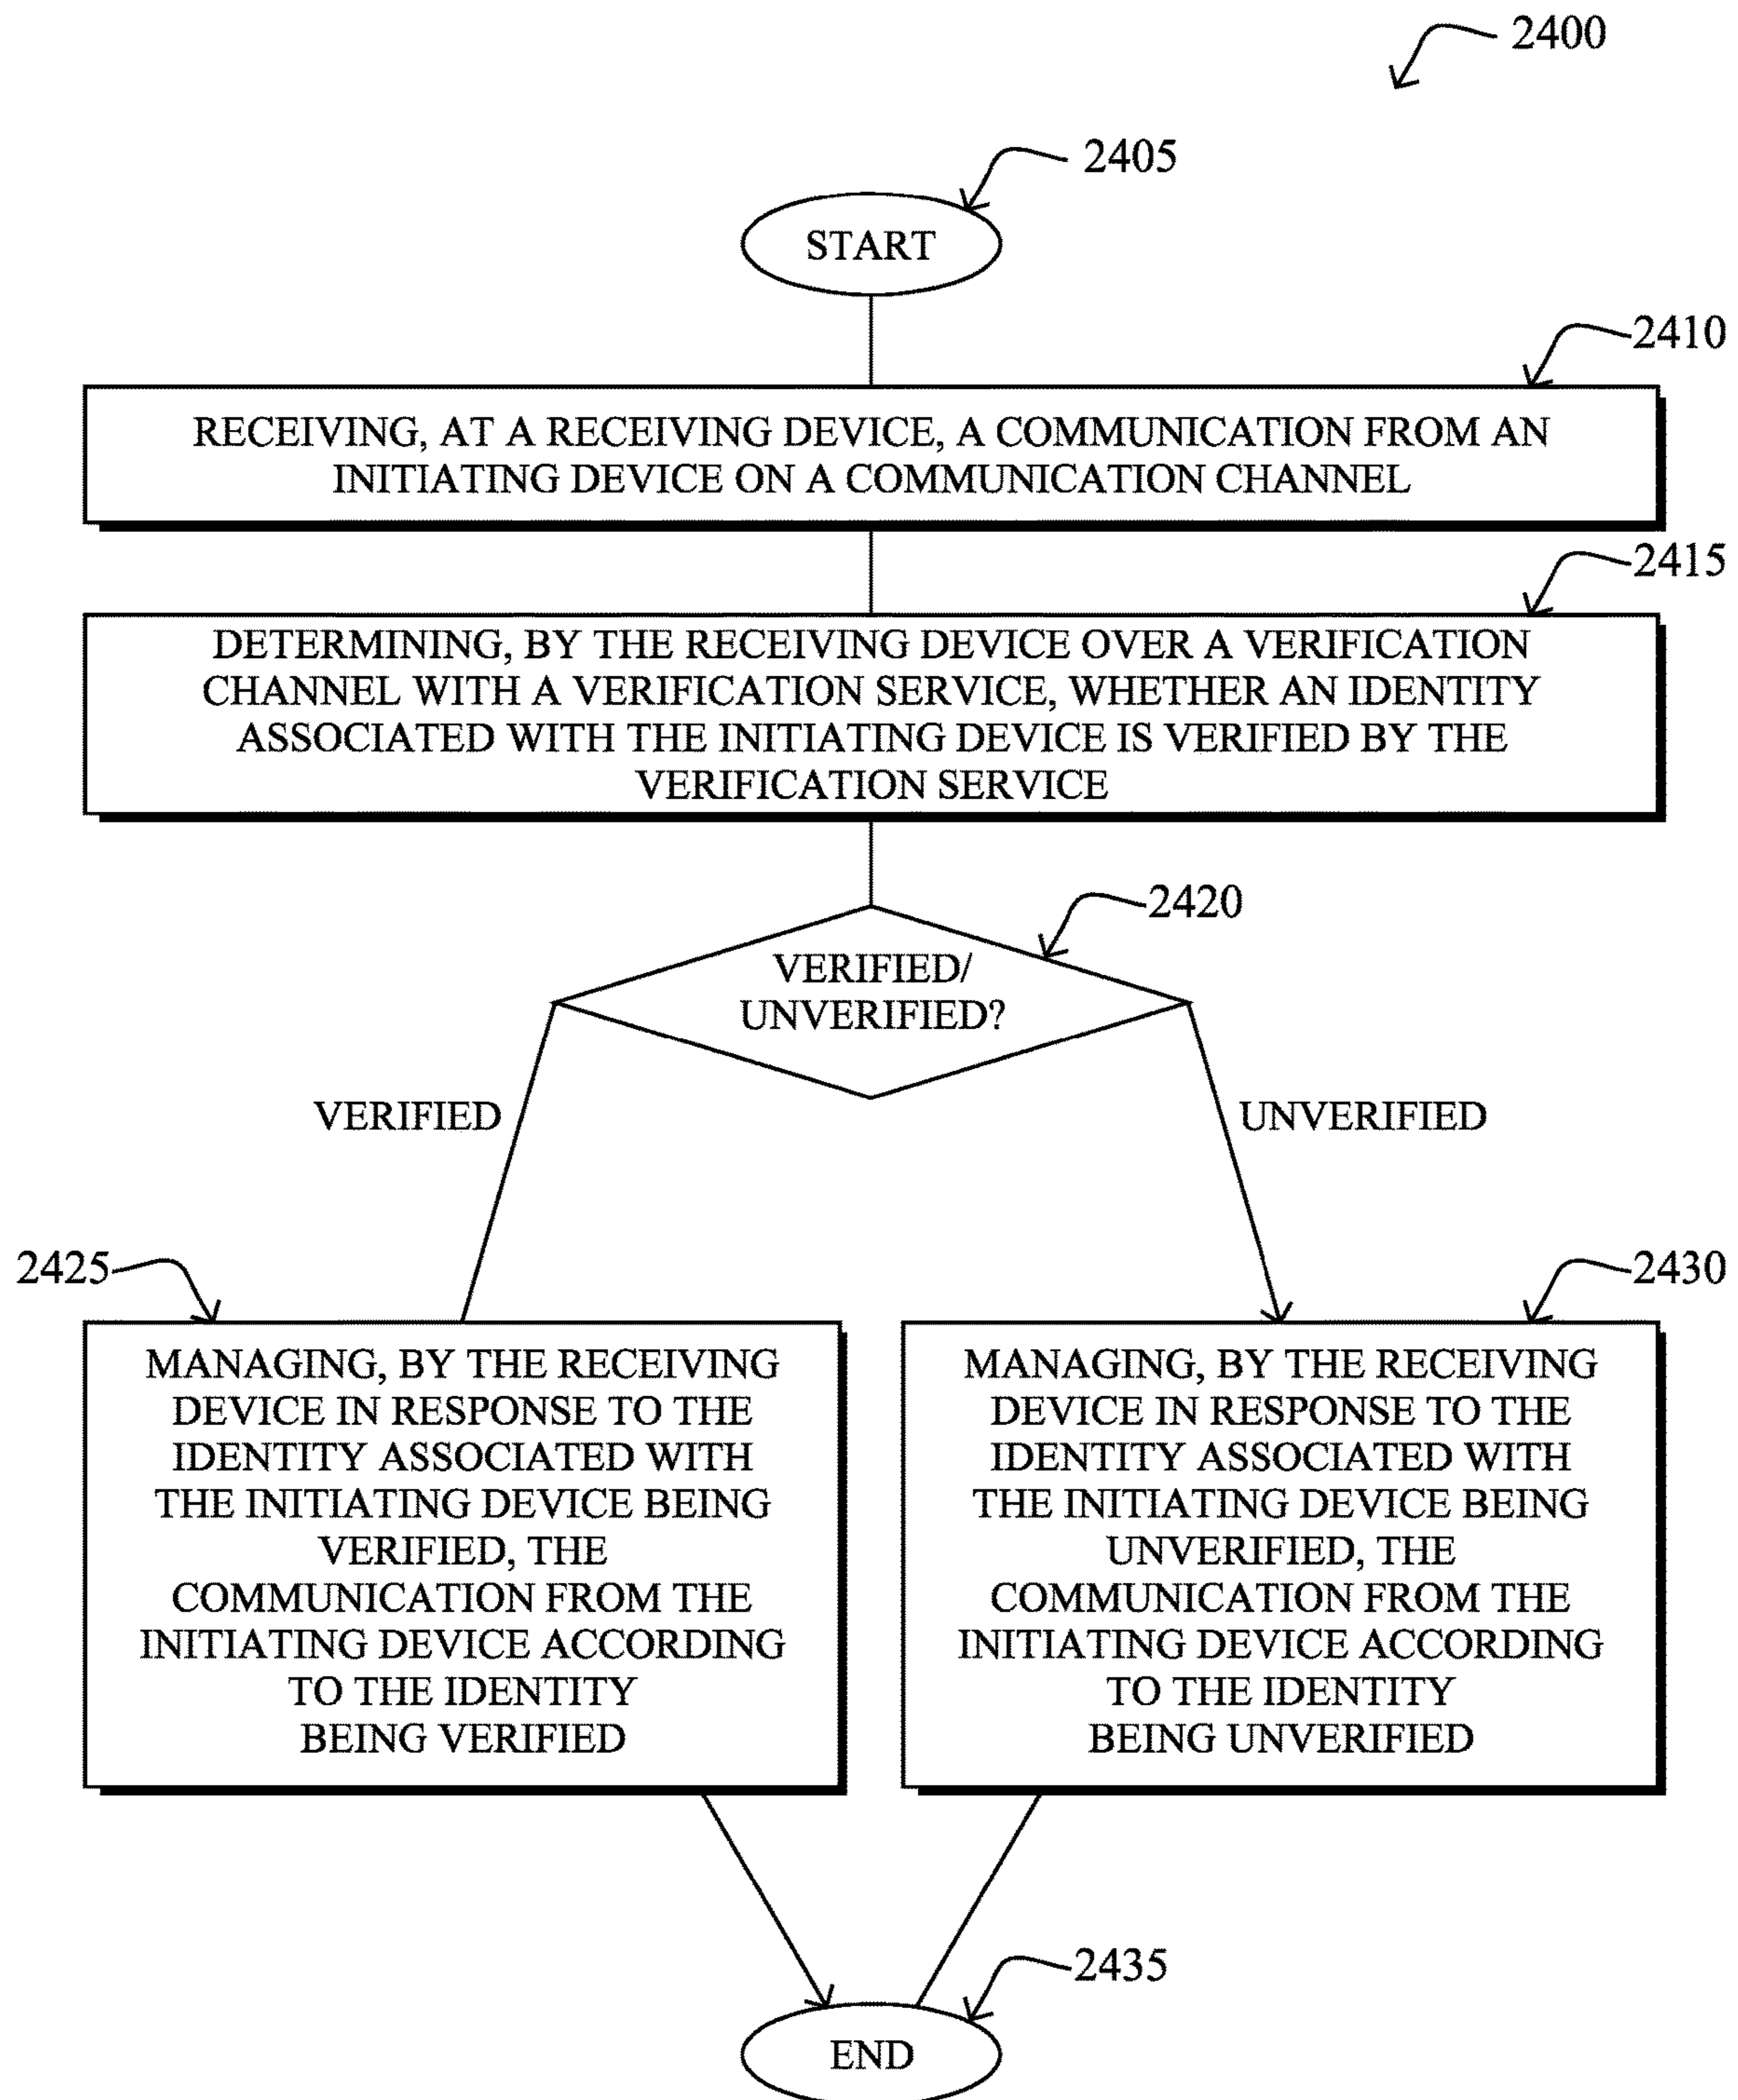 2400
2405
START
2410
RECEIVING, AT A RECEIVING DEVICE, A COMMUNICATION FROM AN
INITIATING DEVICE ON A COMMUNICATION CHANNEL
2415
DETERMINING, BY THE RECEIVING DEVICE OVER A VERIFICATION
CHANNEL WITH A VERIFICATION SERVICE, WHETHER AN IDENTITY
ASSOCIATED WITH THE INITIATING DEVICE IS VERIFIED BY THE
VERIFICATION SERVICE
2420
VERIFIED/
UNVERIFIED?
VERIFIED
UNVERIFIED
2425
MANAGING, BY THE RECEIVING
DEVICE IN RESPONSE TO THE
IDENTITY ASSOCIATED WITH
THE INITIATING DEVICE BEING
VERIFIED, THE
COMMUNICATION FROM THE
INITIATING DEVICE ACCORDING
TO THE IDENTITY
BEING VERIFIED
2430
MANAGING, BY THE RECEIVING
DEVICE IN RESPONSE TO THE
IDENTITY ASSOCIATED WITH
THE INITIATING DEVICE BEING
UNVERIFIED, THE
COMMUNICATION FROM THE
INITIATING DEVICE ACCORDING
TO THE IDENTITY
BEING UNVERIFIED
2435
END